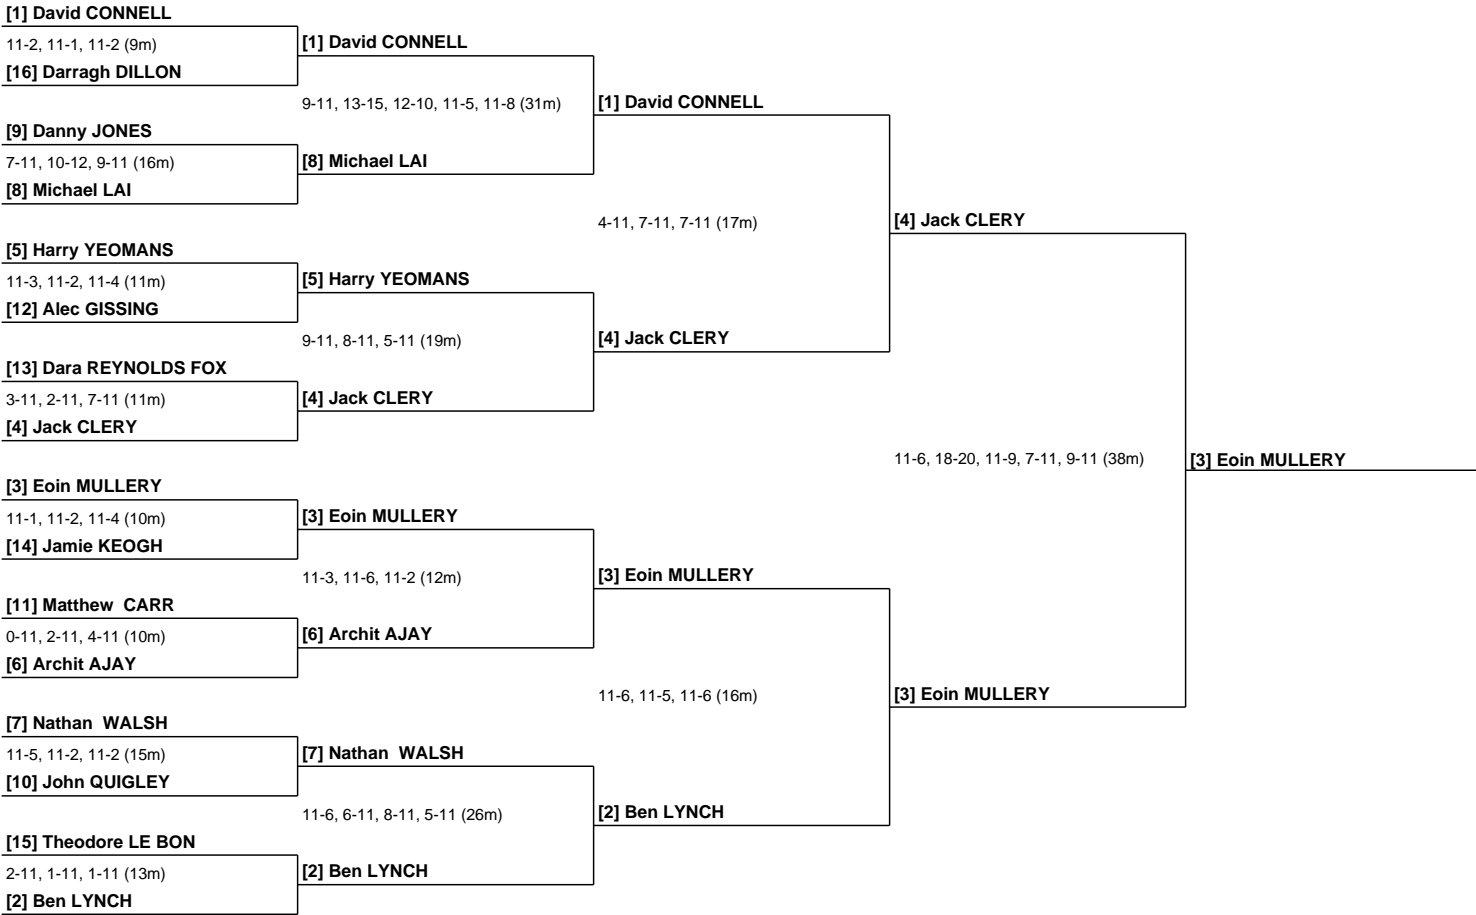 [1] David CONNELL
11-2, 11-1, 11-2 (9m)
[16] Darragh DILLON
[9] Danny JONES
7-11, 10-12, 9-11 (16m)
[8] Michael LAI
[5] Harry YEOMANS
11-3, 11-2, 11-4 (11m)
[12] Alec GISSING
[13] Dara REYNOLDS FOX
3-11, 2-11, 7-11 (11m)
[4] Jack CLERY
[3] Eoin MULLERY
11-1, 11-2, 11-4 (10m)
[14] Jamie KEOGH
[11] Matthew  CARR
0-11, 2-11, 4-11 (10m)
[6] Archit AJAY
[7] Nathan  WALSH
11-5, 11-2, 11-2 (15m)
[10] John QUIGLEY
[15] Theodore LE BON
2-11, 1-11, 1-11 (13m)
[2] Ben LYNCH
[1] David CONNELL
9-11, 13-15, 12-10, 11-5, 11-8 (31m)
[8] Michael LAI
[5] Harry YEOMANS
9-11, 8-11, 5-11 (19m)
[4] Jack CLERY
[3] Eoin MULLERY
11-3, 11-6, 11-2 (12m)
[6] Archit AJAY
[7] Nathan  WALSH
11-6, 6-11, 8-11, 5-11 (26m)
[2] Ben LYNCH
[1] David CONNELL
4-11, 7-11, 7-11 (17m)
[4] Jack CLERY
[3] Eoin MULLERY
11-6, 11-5, 11-6 (16m)
[2] Ben LYNCH
[4] Jack CLERY
11-6, 18-20, 11-9, 7-11, 9-11 (38m)
[3] Eoin MULLERY
[3] Eoin MULLERY